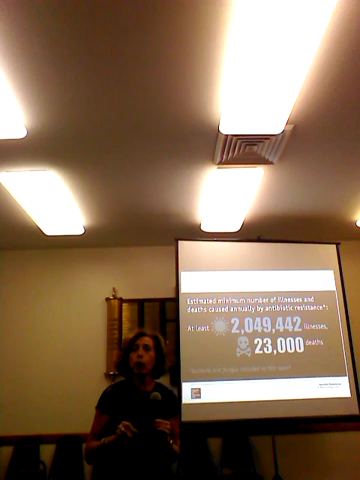 Estimated minimum number of illnesses and
deaths caused annually by antibiotic resistance*:
At least 2,049,442 illnesses,
23,000 deaths